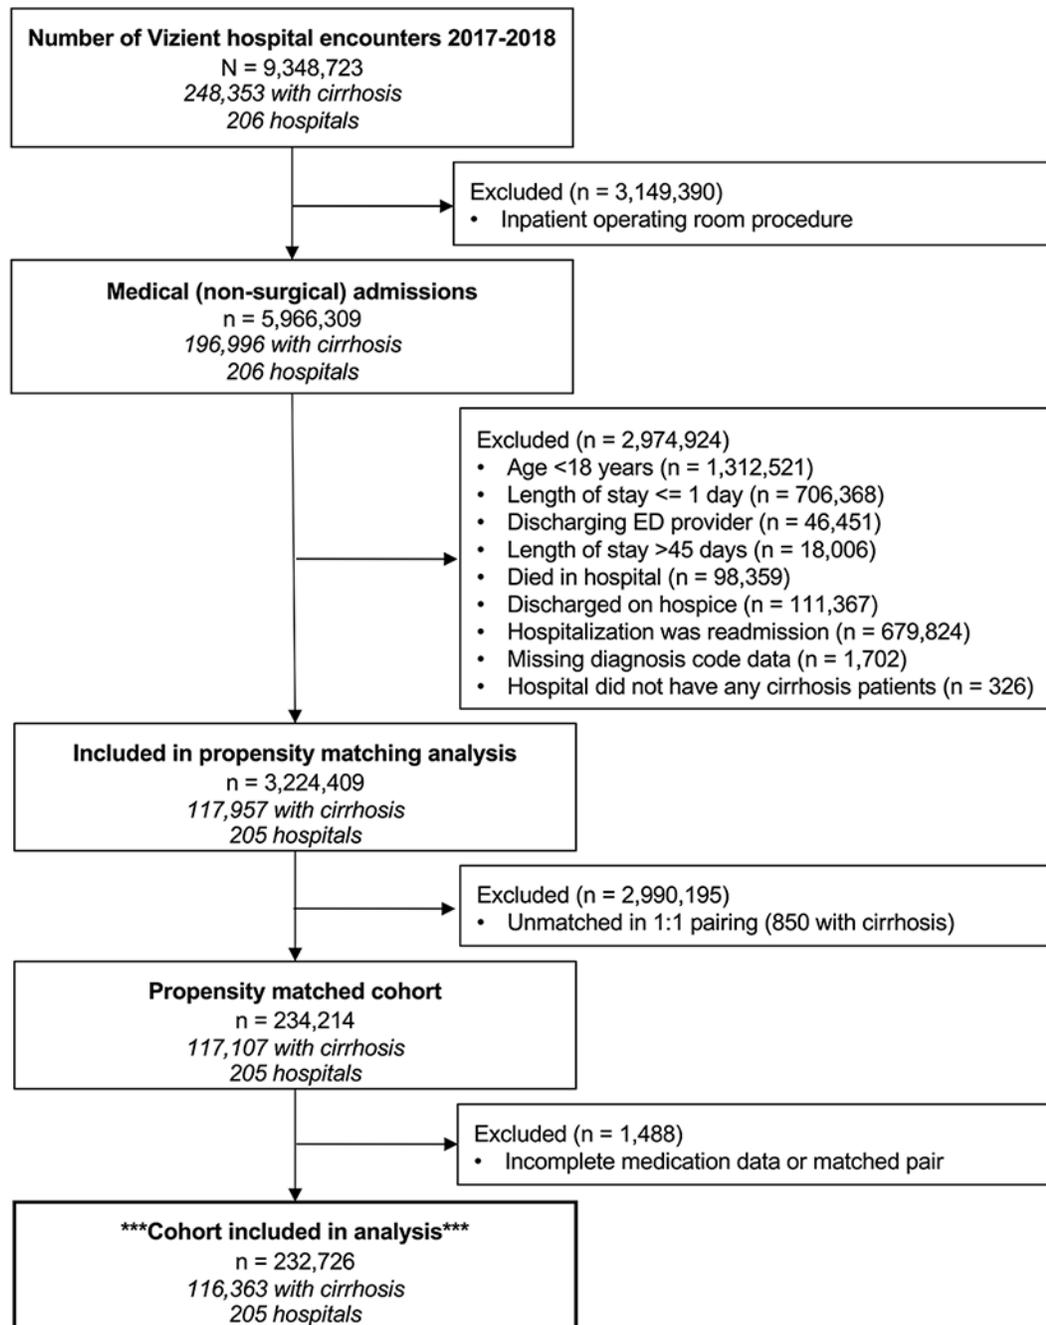 Number of Vizient hospital encounters 2017-2018
N = 9,348,723
248,353 with cirrhosis
206 hospitals
Excluded (n = 3,149,390)
• Inpatient operating room procedure
Medical (non-surgical) admissions
n = 5,966,309
196,996 with cirrhosis
206 hospitals
Excluded (n = 2,974,924)
• Age <18 years (n = 1,312,521)
• Length of stay <= 1 day (n = 706,368)
• Discharging ED provider (n = 46,451)
• Length of stay >45 days (n = 18,006)
• Died in hospital (n = 98,359)
• Discharged on hospice (n = 111,367)
• Hospitalization was readmission (n = 679,824)
• Missing diagnosis code data (n = 1,702)
• Hospital did not have any cirrhosis patients (n = 326)
Included in propensity matching analysis
n = 3,224,409
117,957 with cirrhosis
205 hospitals
Excluded (n = 2,990,195)
• Unmatched in 1:1 pairing (850 with cirrhosis)
Propensity matched cohort
n = 234,214
117,107 with cirrhosis
205 hospitals
Excluded (n = 1,488)
• Incomplete medication data or matched pair
***Cohort included in analysis***
n = 232,726
116,363 with cirrhosis
205 hospitals